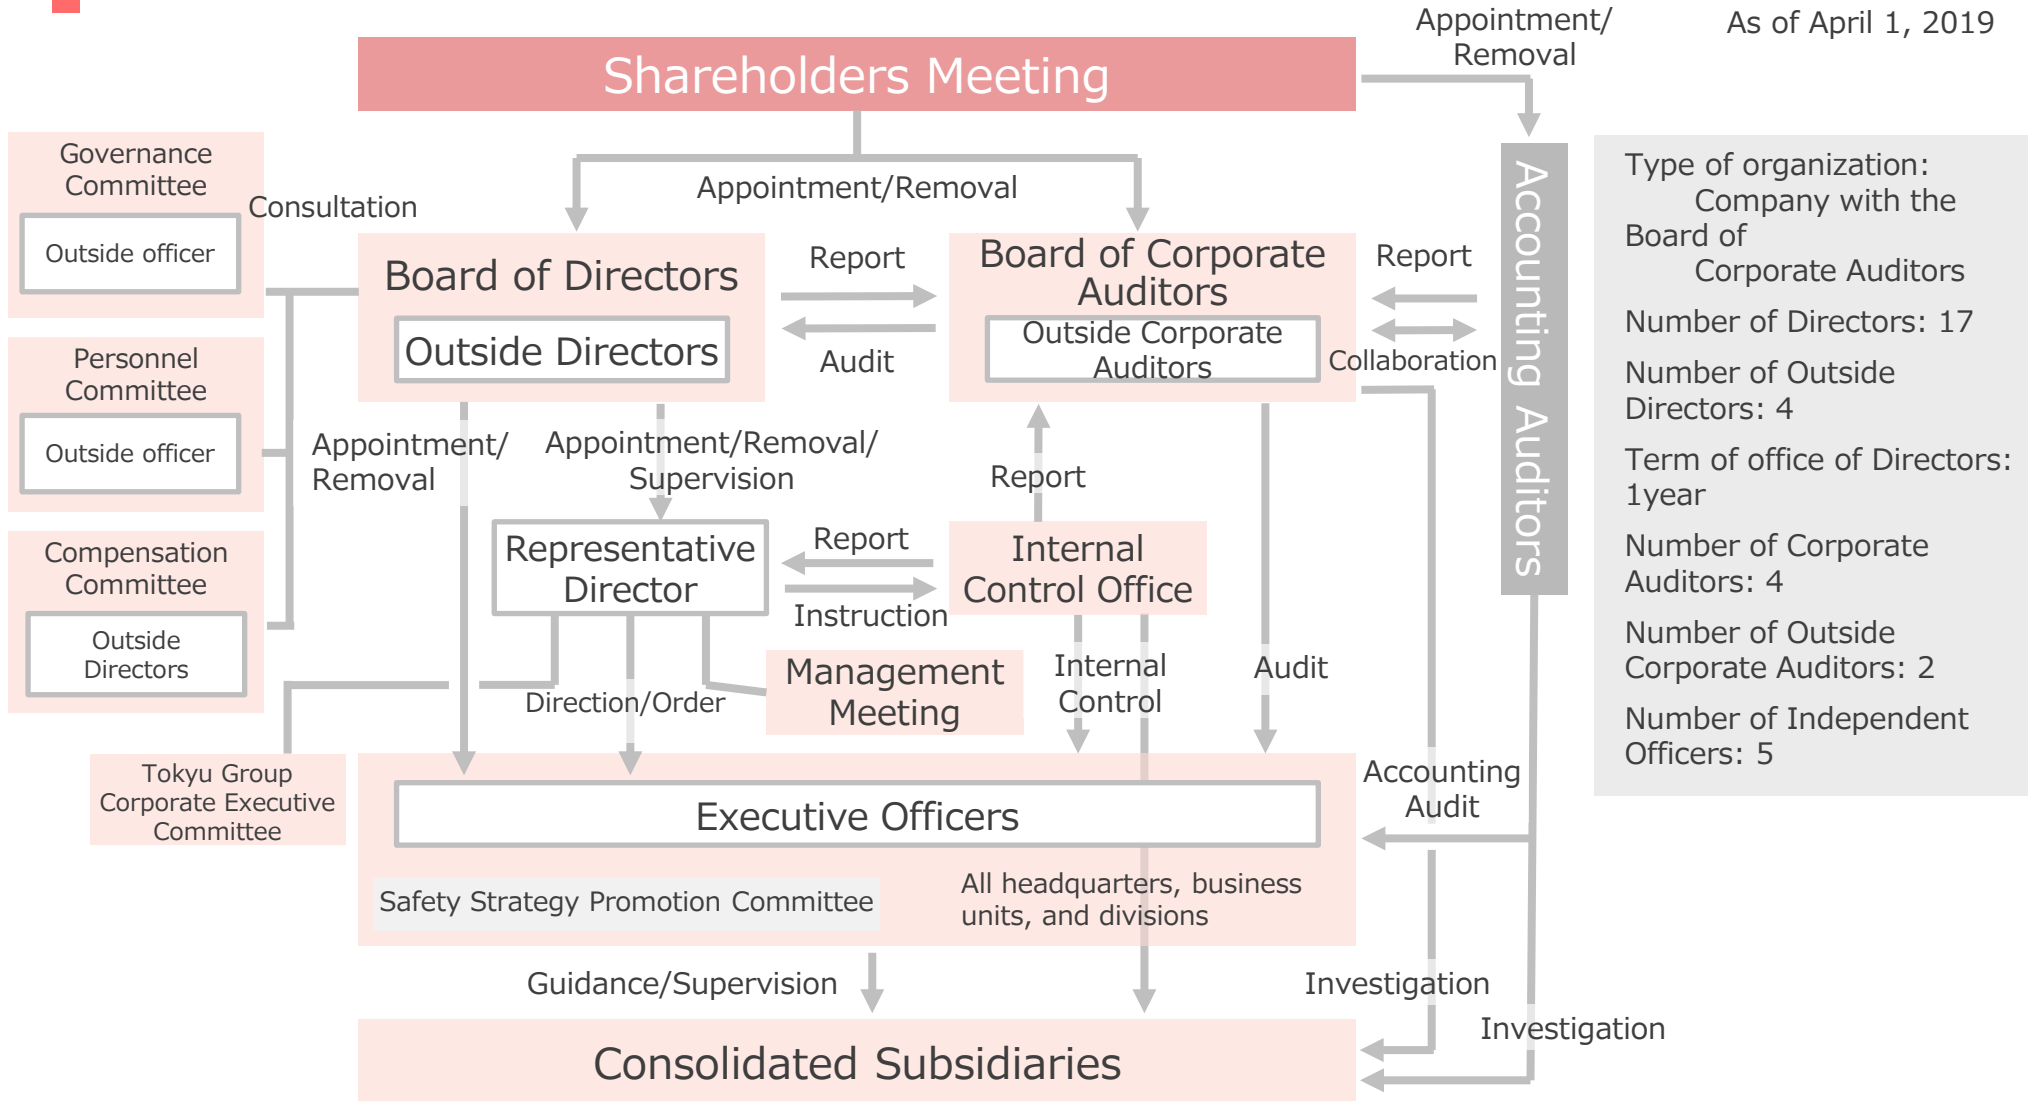 As of April 1, 2019
Appointment/
Removal
Shareholders Meeting
Governance
Committee
Outside officer
Consultation
Appointment/Removal
Board of Directors
Outside Directors
Report
Audit
Board of Corporate
Auditors
Outside Corporate
Auditors
Report
Collaboration
Accounting Auditors
Type of organization:
Company with the
Board of
Corporate Auditors
Number of Directors: 17
Number of Outside
Directors: 4
Term of office of Directors:
1year
Number of Corporate
Auditors: 4
Number of Outside
Corporate Auditors: 2
Number of Independent
Officers: 5
Personnel
Committee
Outside officer
Appointment/
Removal
Appointment/Removal/
Supervision
Report
Compensation
Committee
Outside
Directors
Representative
Director
Report
Instruction
Internal
Control Office
Direction/Order
Management
Meeting
Internal
Control
Audit
Tokyu Group
Corporate Executive
Committee
Executive Officers
Accounting
Audit
Safety Strategy Promotion Committee
All headquarters, business
units, and divisions
Guidance/Supervision
Investigation
Investigation
Consolidated Subsidiaries